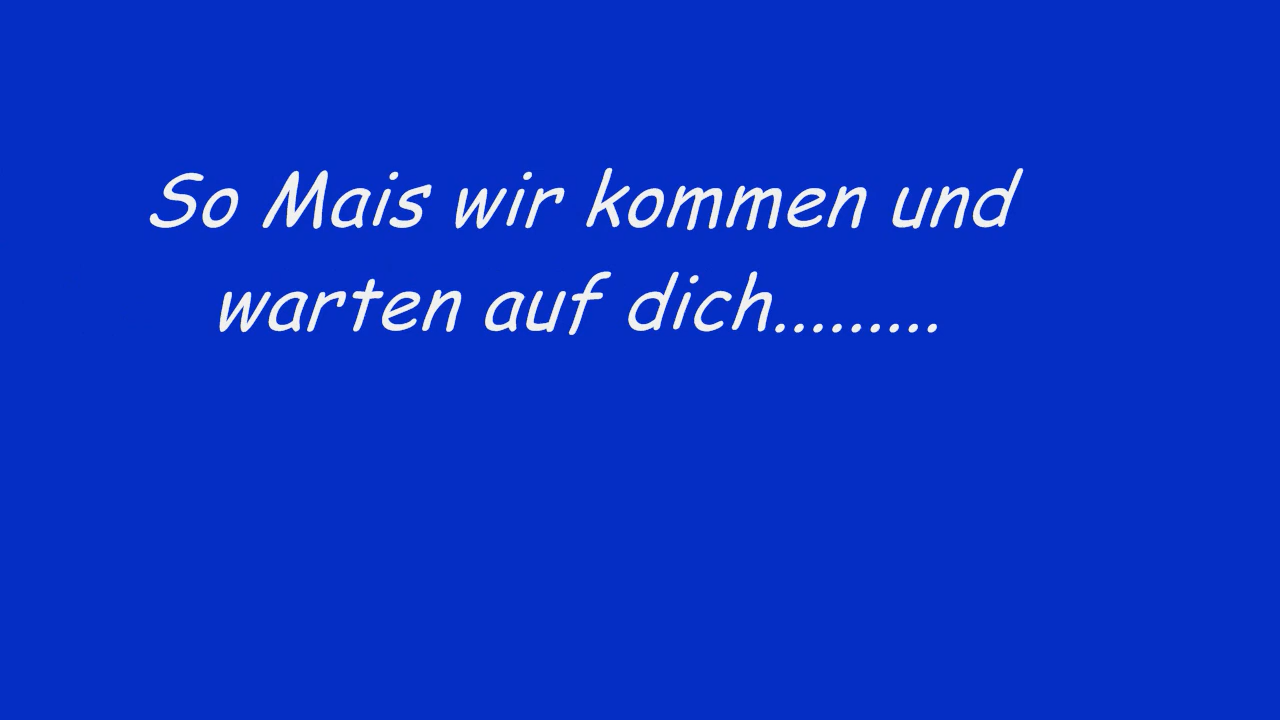 So Mais wir kommen und
warten auf dich.........